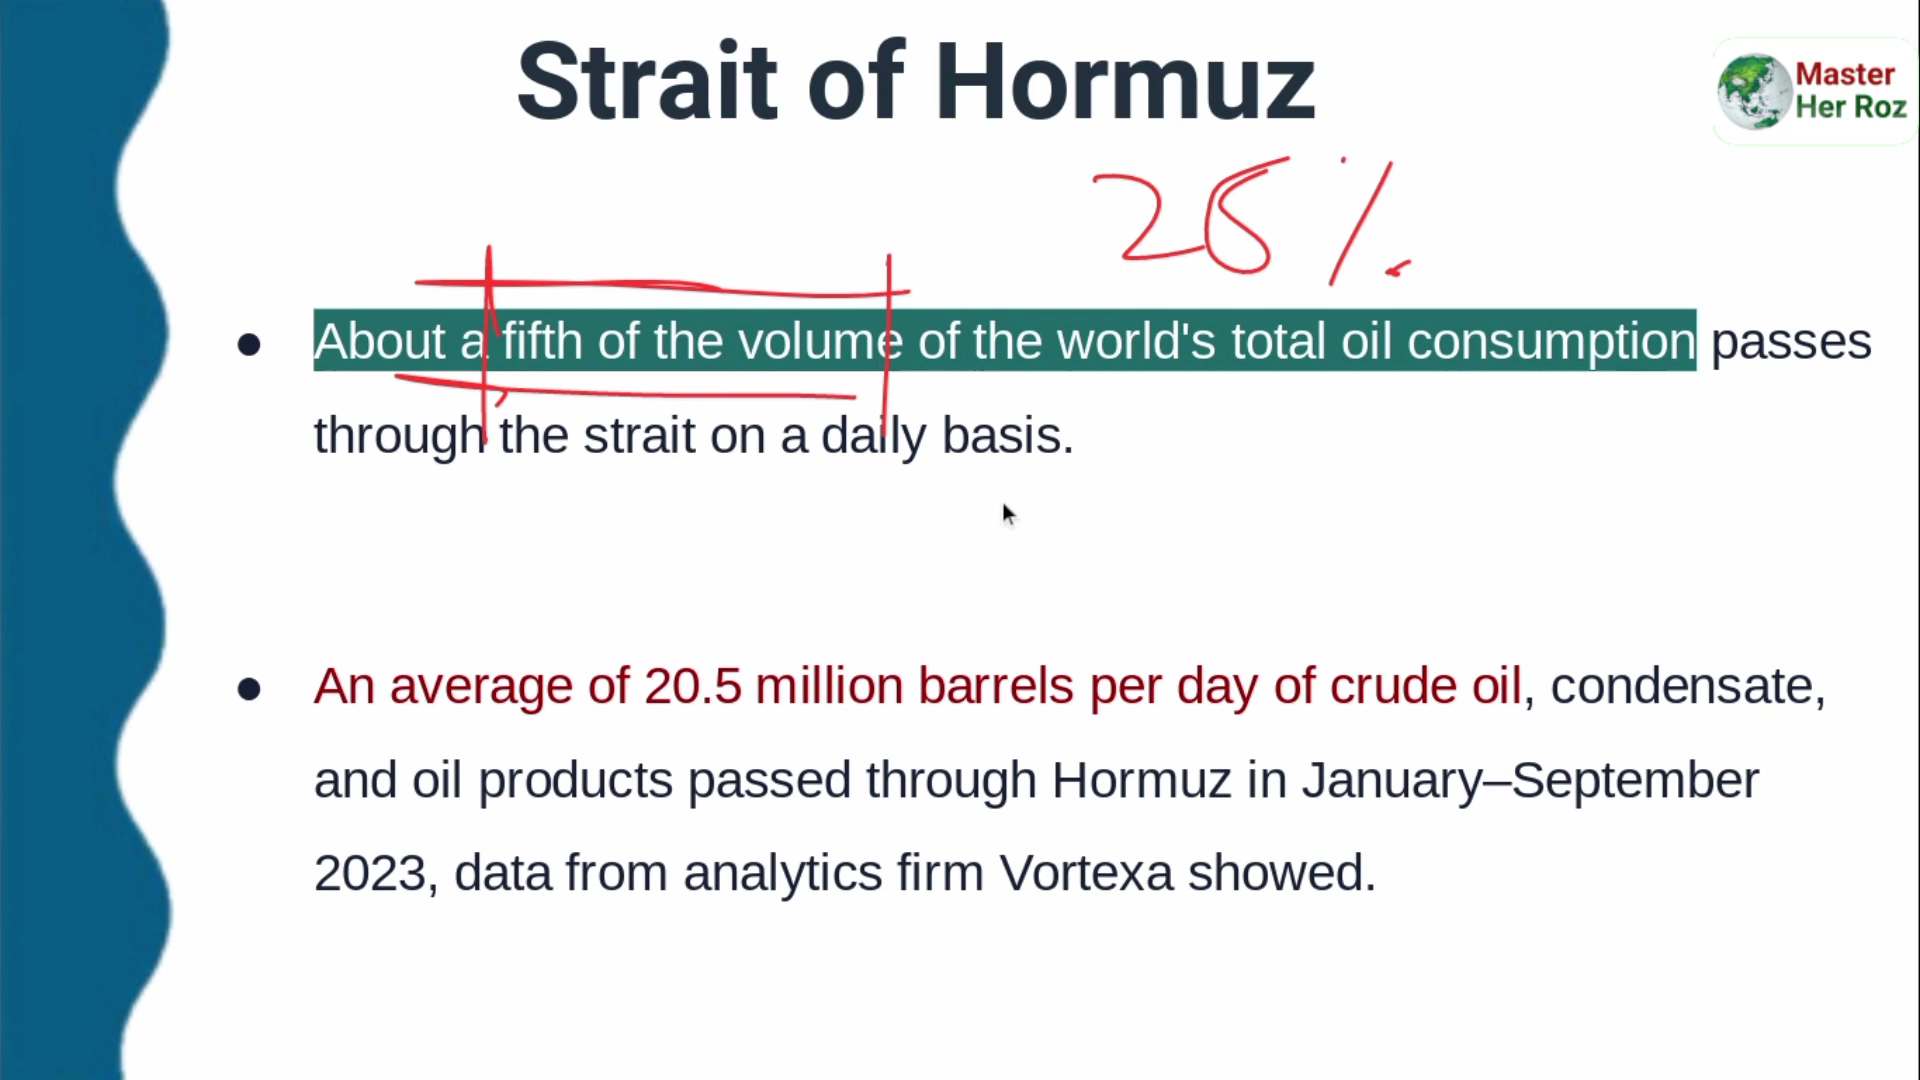 Strait of Hormuz
Master
Her Roz
● About a fifth of the volume of the world's total oil consumption passes
through the strait on a daily basis.
● An average of 20.5 million barrels per day of crude oil, condensate,
and oil products passed through Hormuz in January–September
2023, data from analytics firm Vortexa showed.